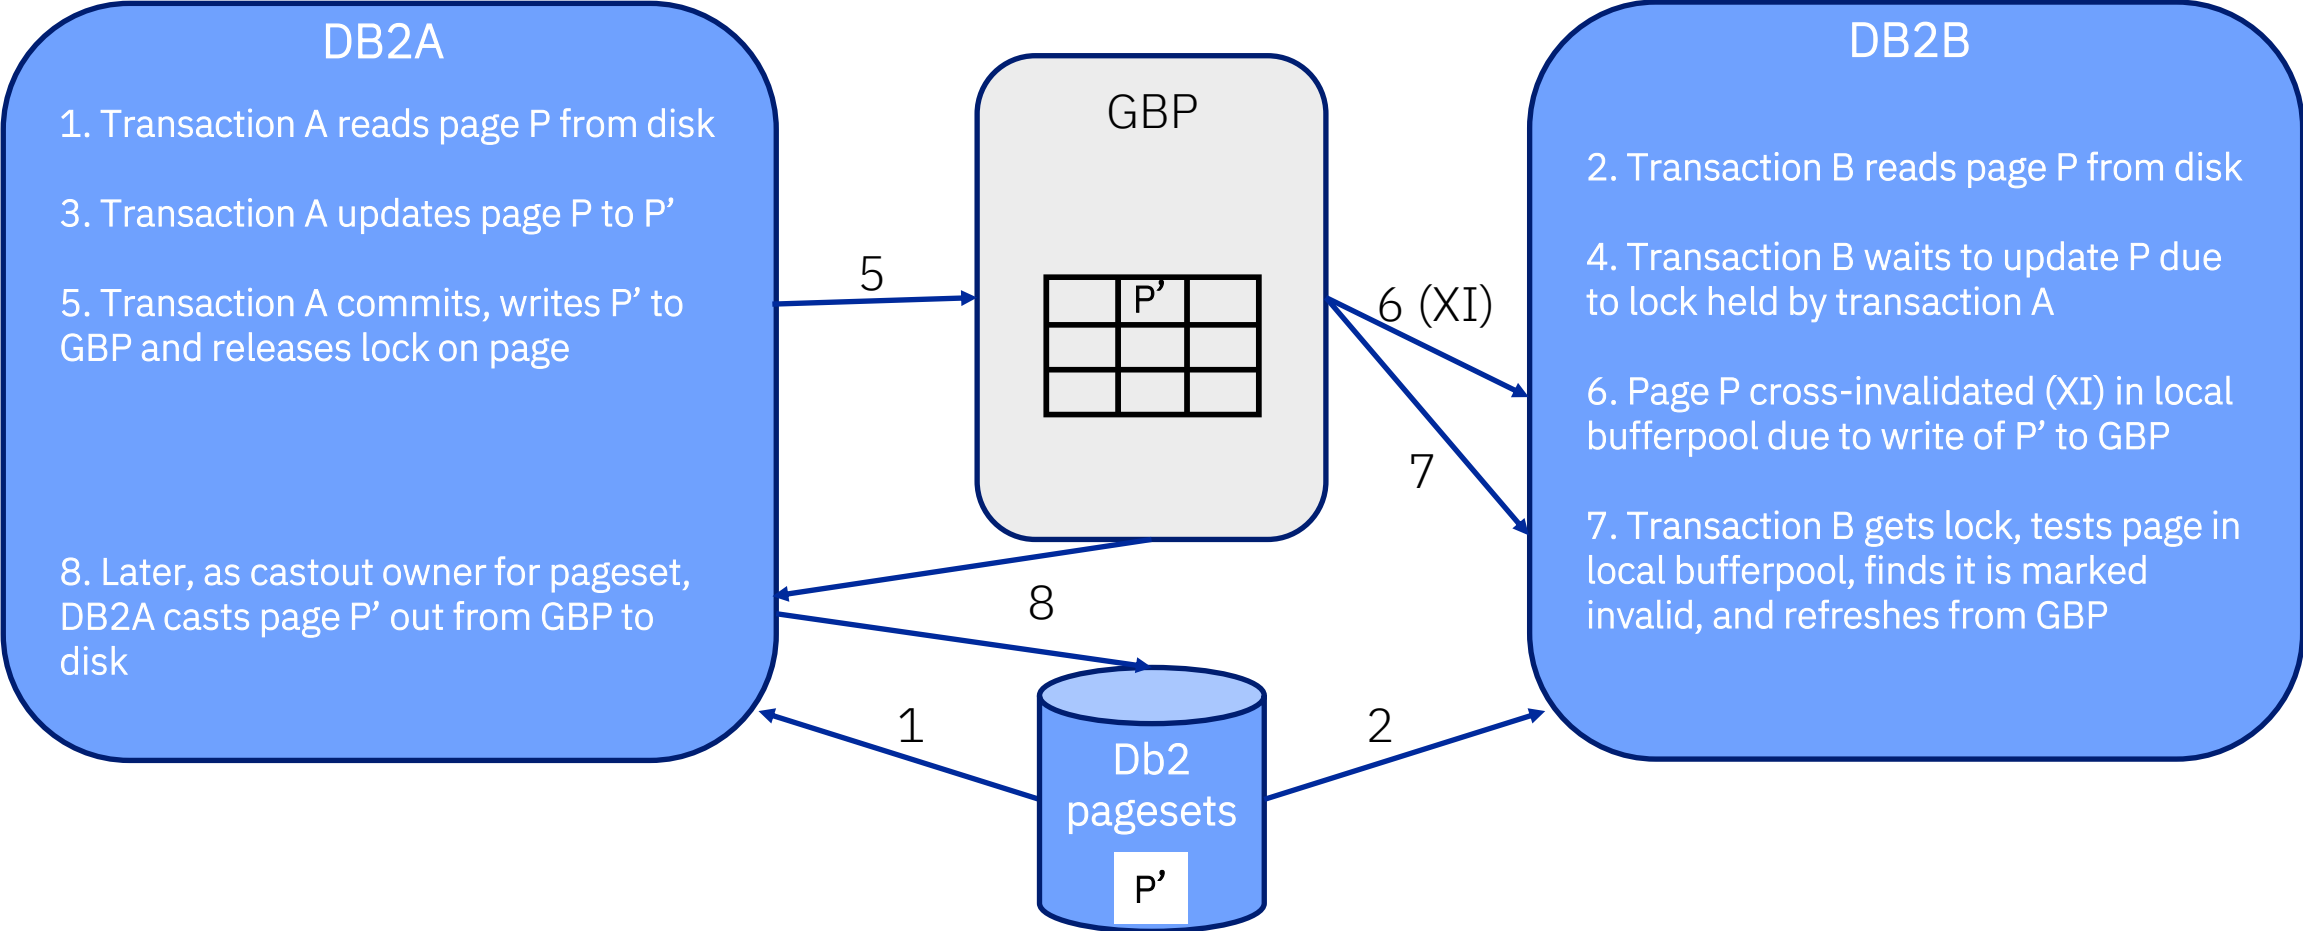 DB2A
1. Transaction A reads page P from disk
3. Transaction A updates page P to P’
5. Transaction A commits, writes P’ to
GBP and releases lock on page
8. Later, as castout owner for pageset,
DB2A casts page P’ out from GBP to
disk
5
GBP
P’
6 (XI)
7
8
1
2
Db2
pagesets
P’
DB2B
2. Transaction B reads page P from disk
4. Transaction B waits to update P due
to lock held by transaction A
6. Page P cross-invalidated (XI) in local
bufferpool due to write of P’ to GBP
7. Transaction B gets lock, tests page in
local bufferpool, finds it is marked
invalid, and refreshes from GBP